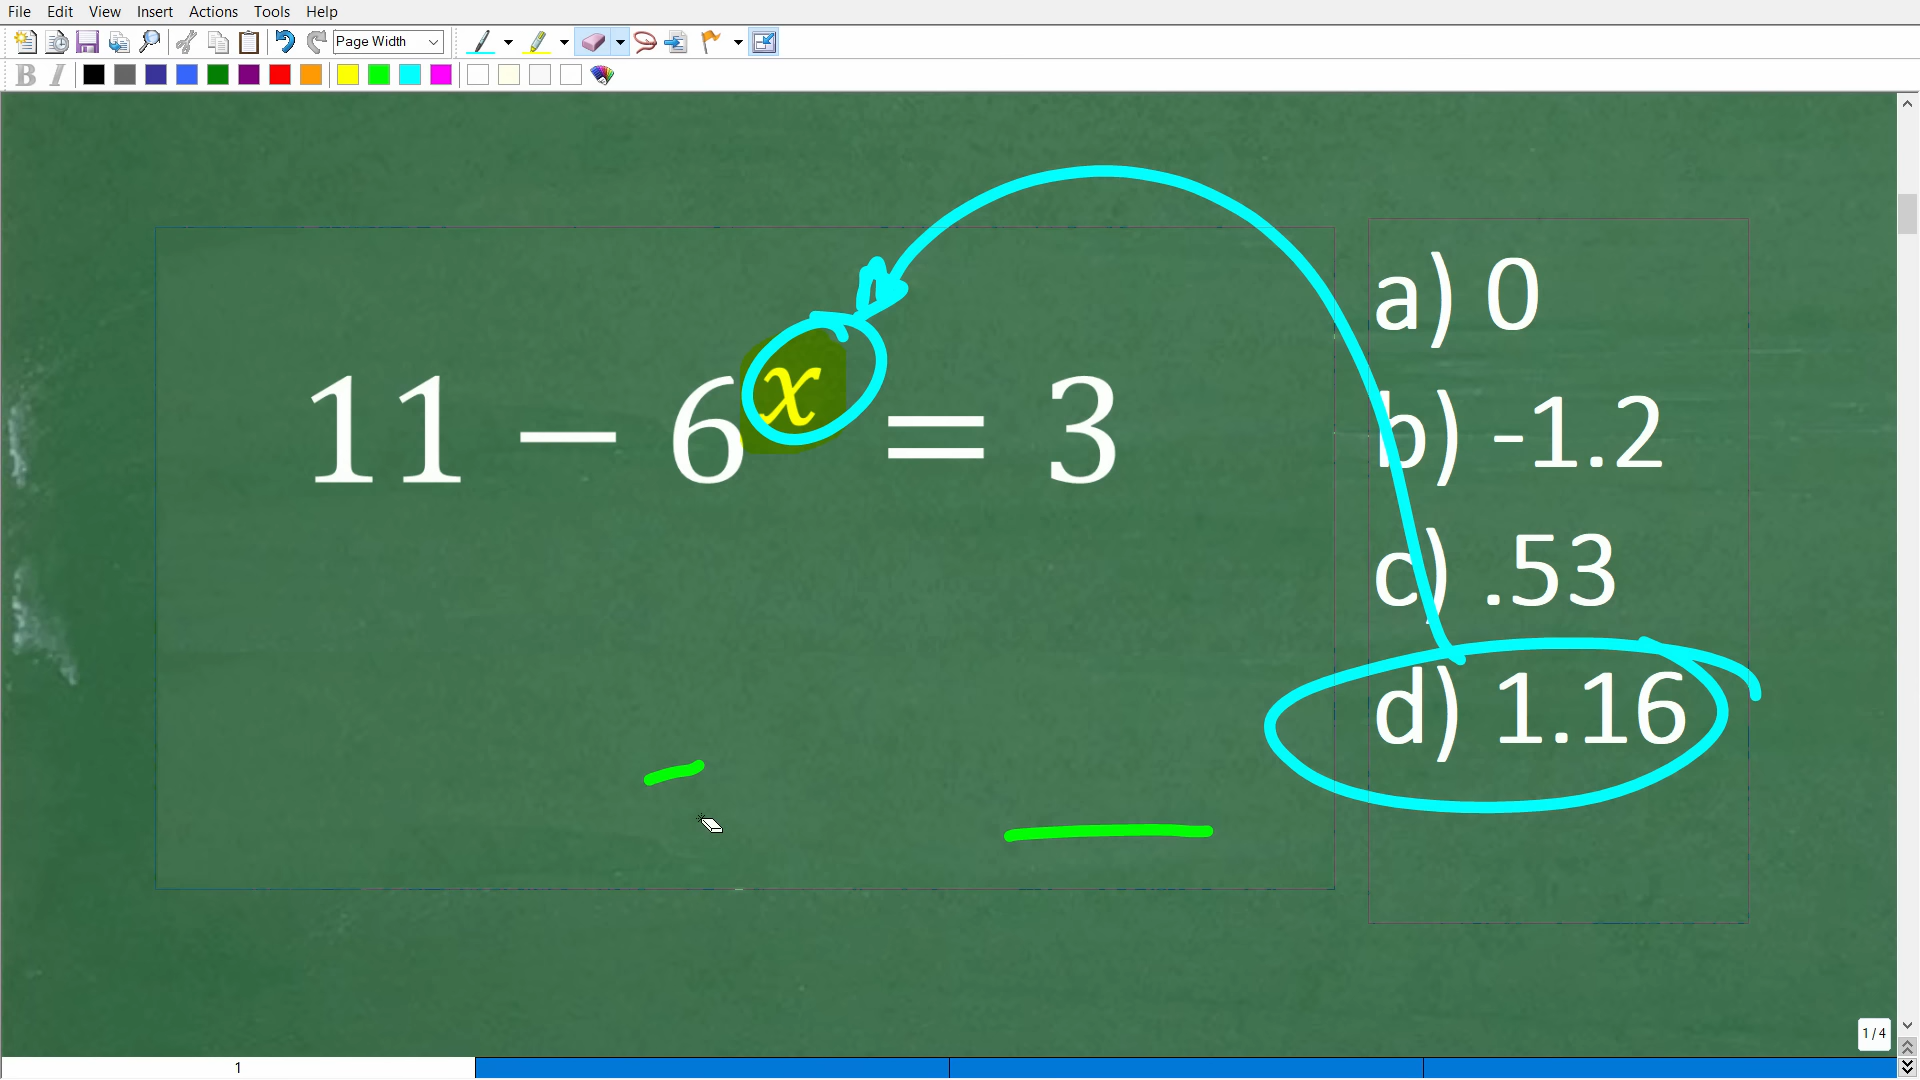 File Edit View Insert Actions Tools Help
Page Width
B I
11 − 6ˣ = 3
a) 0
b) -1.2
c) .53
d) 1.16
1 / 4
1